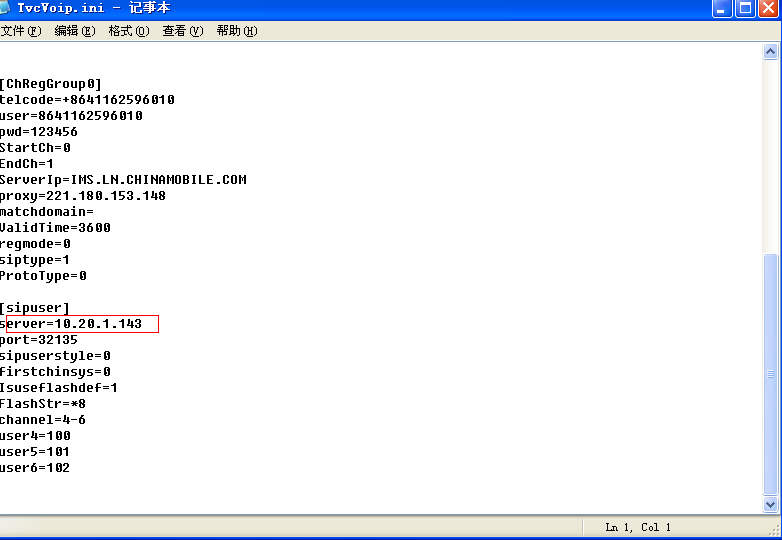 TvcVoip.ini - 记事本
文件(F) 编辑(E) 格式(O) 查看(V) 帮助(H)
[ChRegGroup0]
telcode=+8641162596010
user=8641162596010
pwd=123456
StartCh=0
EndCh=1
ServerIp=IMS.LN.CHINAMOBILE.COM
proxy=221.180.153.148
matchdomain=
ValidTime=3600
regmode=0
siptype=1
ProtoType=0
[sipuser]
server=10.20.1.143
port=32135
sipuserstyle=0
firstchinsys=0
Isuseflashdef=1
FlashStr=*8
channel=4-6
user4=100
user5=101
user6=102
Ln 1, Col 1